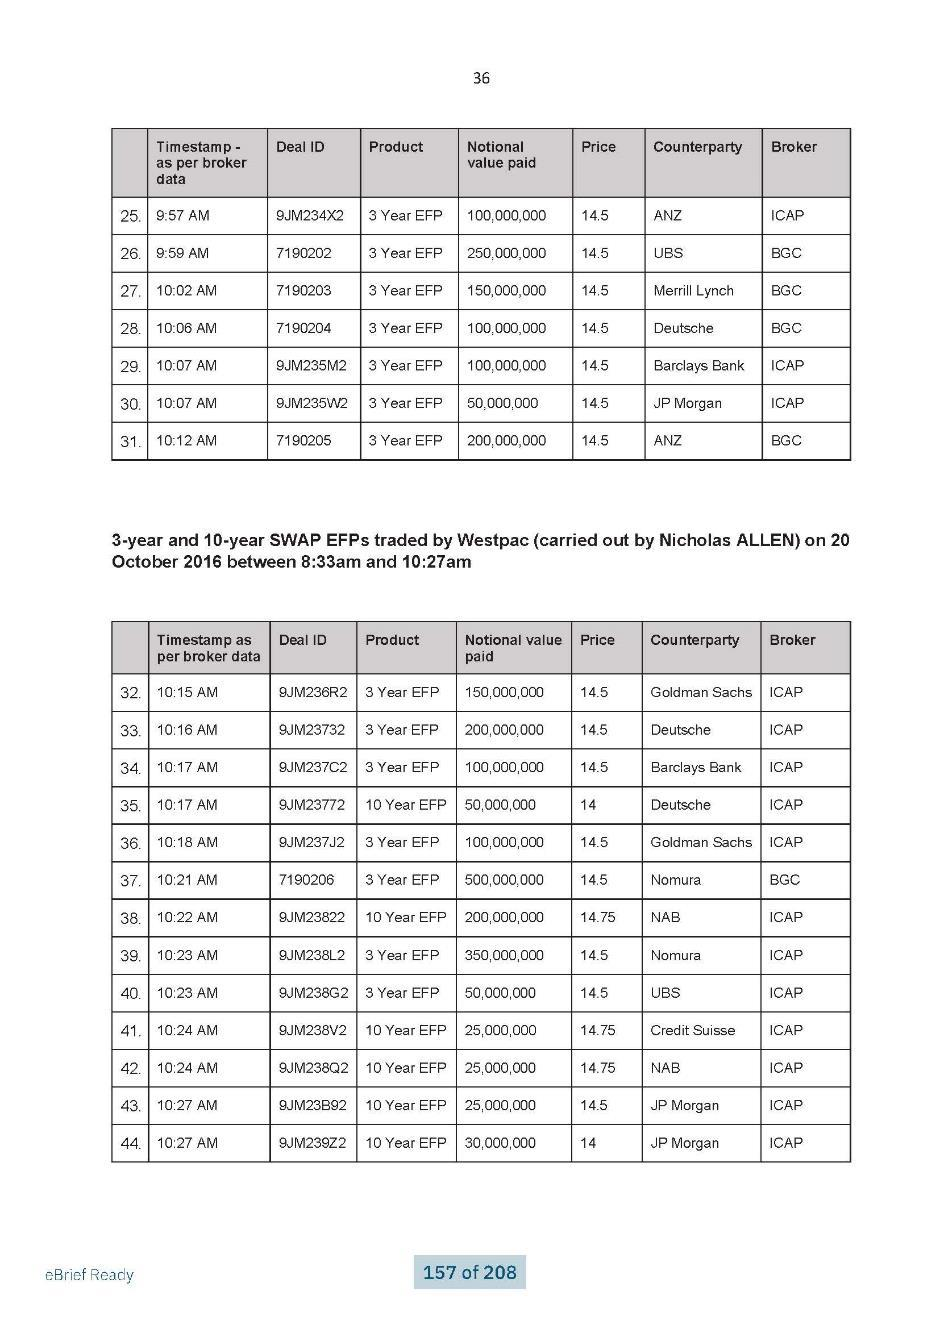 36
Timestamp - as per broker data Deal ID Product Notional value paid Price Counterparty Broker
25. 9:57 AM 9JM234X2 3 Year EFP 100,000,000 14.5 ANZ ICAP
26. 9:59 AM 7190202 3 Year EFP 250,000,000 14.5 UBS BGC
27. 10:02 AM 7190203 3 Year EFP 150,000,000 14.5 Merrill Lynch BGC
28. 10:06 AM 7190204 3 Year EFP 100,000,000 14.5 Deutsche BGC
29. 10:07 AM 9JM235M2 3 Year EFP 100,000,000 14.5 Barclays Bank ICAP
30. 10:07 AM 9JM235W2 3 Year EFP 50,000,000 14.5 JP Morgan ICAP
31. 10:12 AM 7190205 3 Year EFP 200,000,000 14.5 ANZ BGC
3-year and 10-year SWAP EFPs traded by Westpac (carried out by Nicholas ALLEN) on 20
October 2016 between 8:33am and 10:27am
Timestamp as per broker data Deal ID Product Notional value paid Price Counterparty Broker
32. 10:15 AM 9JM236R2 3 Year EFP 150,000,000 14.5 Goldman Sachs ICAP
33. 10:16 AM 9JM23732 3 Year EFP 200,000,000 14.5 Deutsche ICAP
34. 10:17 AM 9JM237C2 3 Year EFP 100,000,000 14.5 Barclays Bank ICAP
35. 10:17 AM 9JM23772 10 Year EFP 50,000,000 14 Deutsche ICAP
36. 10:18 AM 9JM237J2 3 Year EFP 100,000,000 14.5 Goldman Sachs ICAP
37. 10:21 AM 7190206 3 Year EFP 500,000,000 14.5 Nomura BGC
38. 10:22 AM 9JM23822 10 Year EFP 200,000,000 14.75 NAB ICAP
39. 10:23 AM 9JM238L2 3 Year EFP 350,000,000 14.5 Nomura ICAP
40. 10:23 AM 9JM238G2 3 Year EFP 50,000,000 14.5 UBS ICAP
41. 10:24 AM 9JM238V2 10 Year EFP 25,000,000 14.75 Credit Suisse ICAP
42. 10:24 AM 9JM238Q2 10 Year EFP 25,000,000 14.75 NAB ICAP
43. 10:27 AM 9JM23B92 10 Year EFP 25,000,000 14.5 JP Morgan ICAP
44. 10:27 AM 9JM239Z2 10 Year EFP 30,000,000 14 JP Morgan ICAP
eBrief Ready
157 of 208